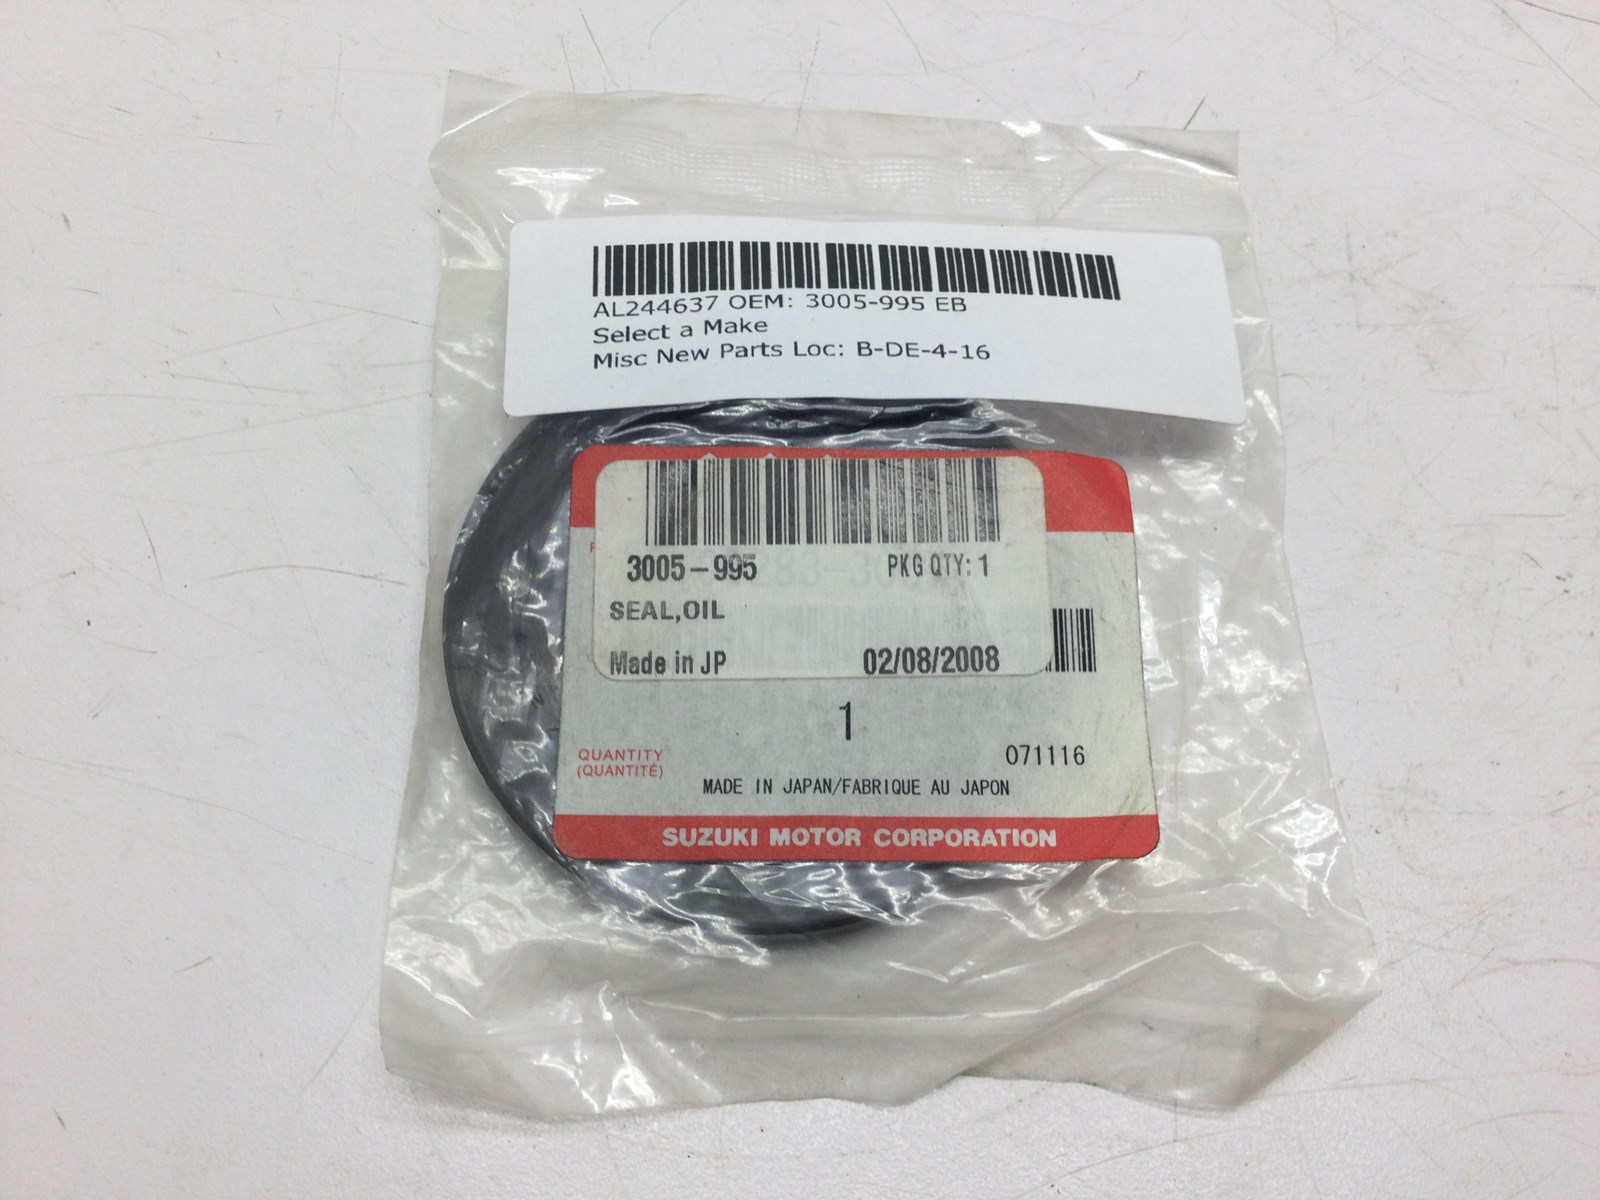 AL244637 OEM: 3005-995 EB
Select a Make
Misc New Parts Loc: B-DE-4-16
3005-995 PKG QTY: 1
SEAL,OIL
Made in JP 02/08/2008
1
QUANTITY
(QUANTITÉ)
071116
MADE IN JAPAN/FABRIQUE AU JAPON
SUZUKI MOTOR CORPORATION